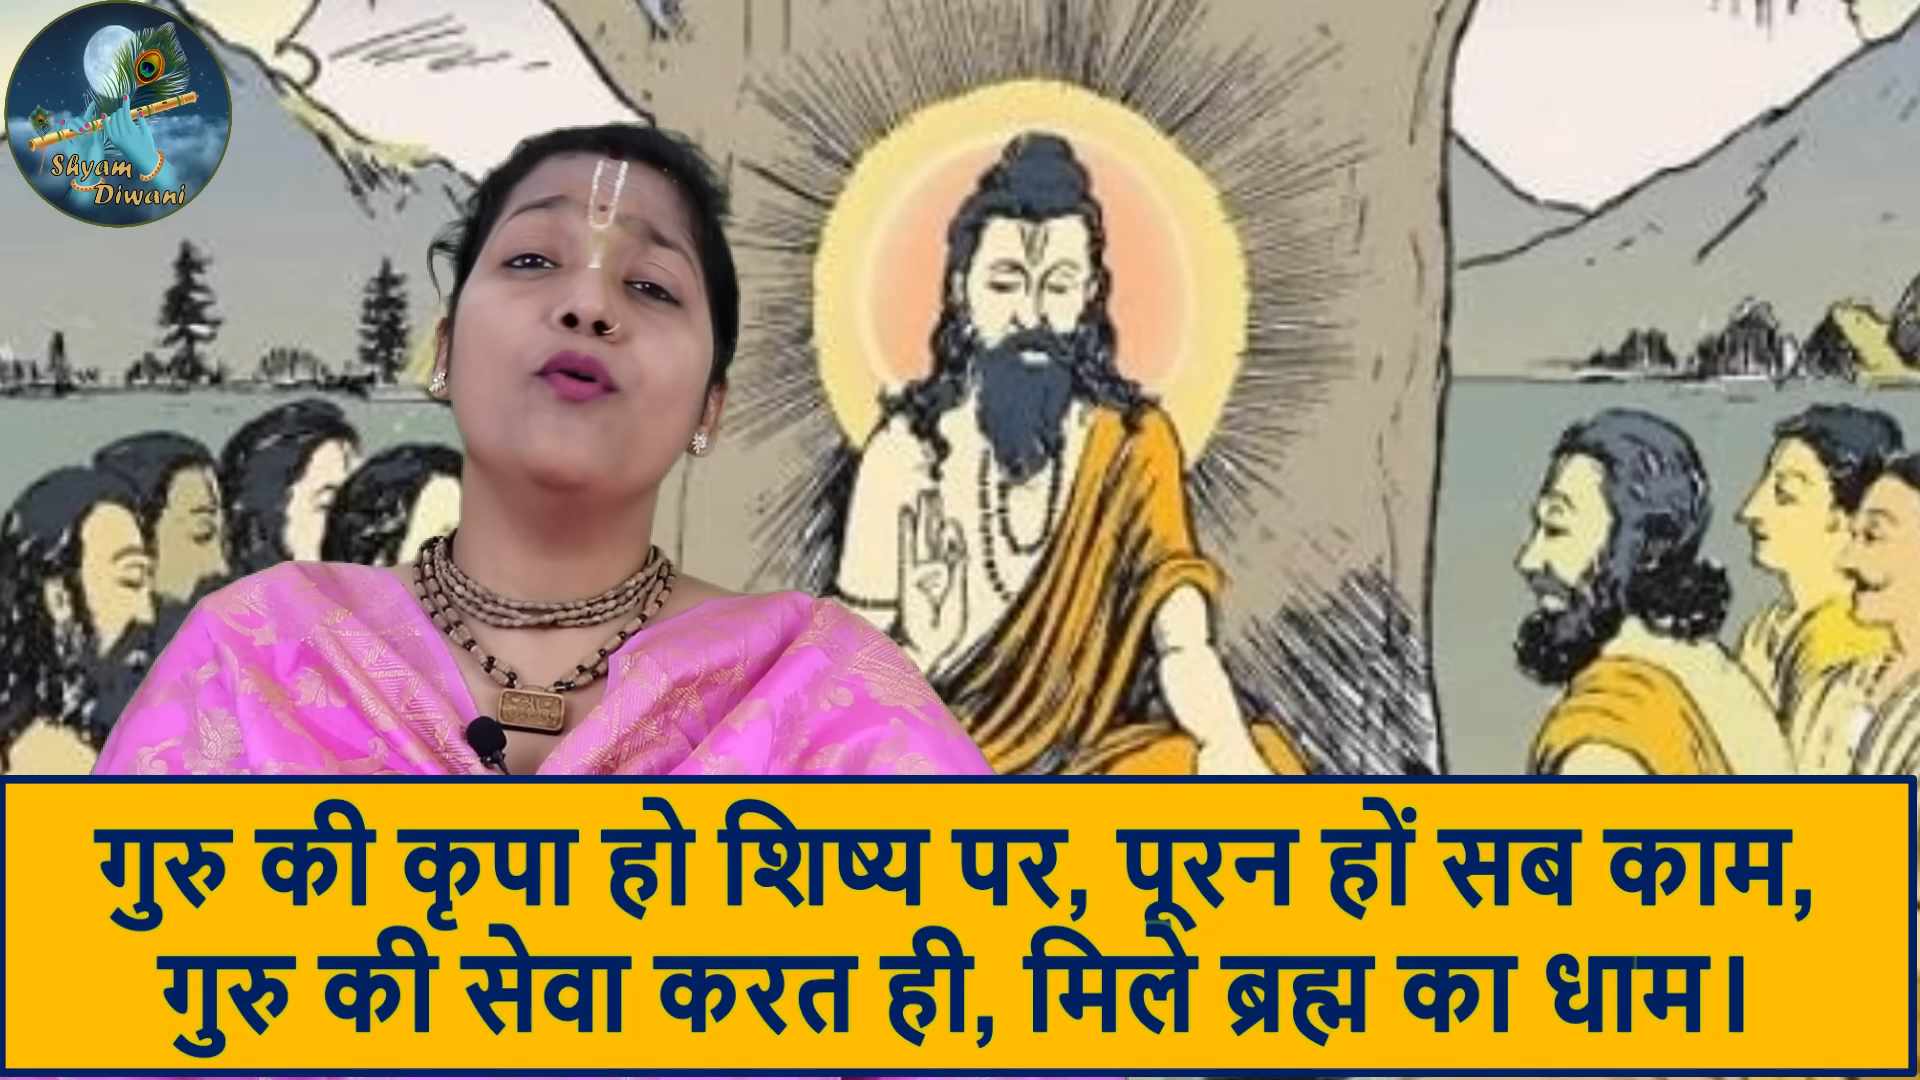 Shyam
Diwani
गुरु की कृपा हो शिष्य पर, पूरन हों सब काम,
गुरु की सेवा करत ही, मिले ब्रह्म का धाम।